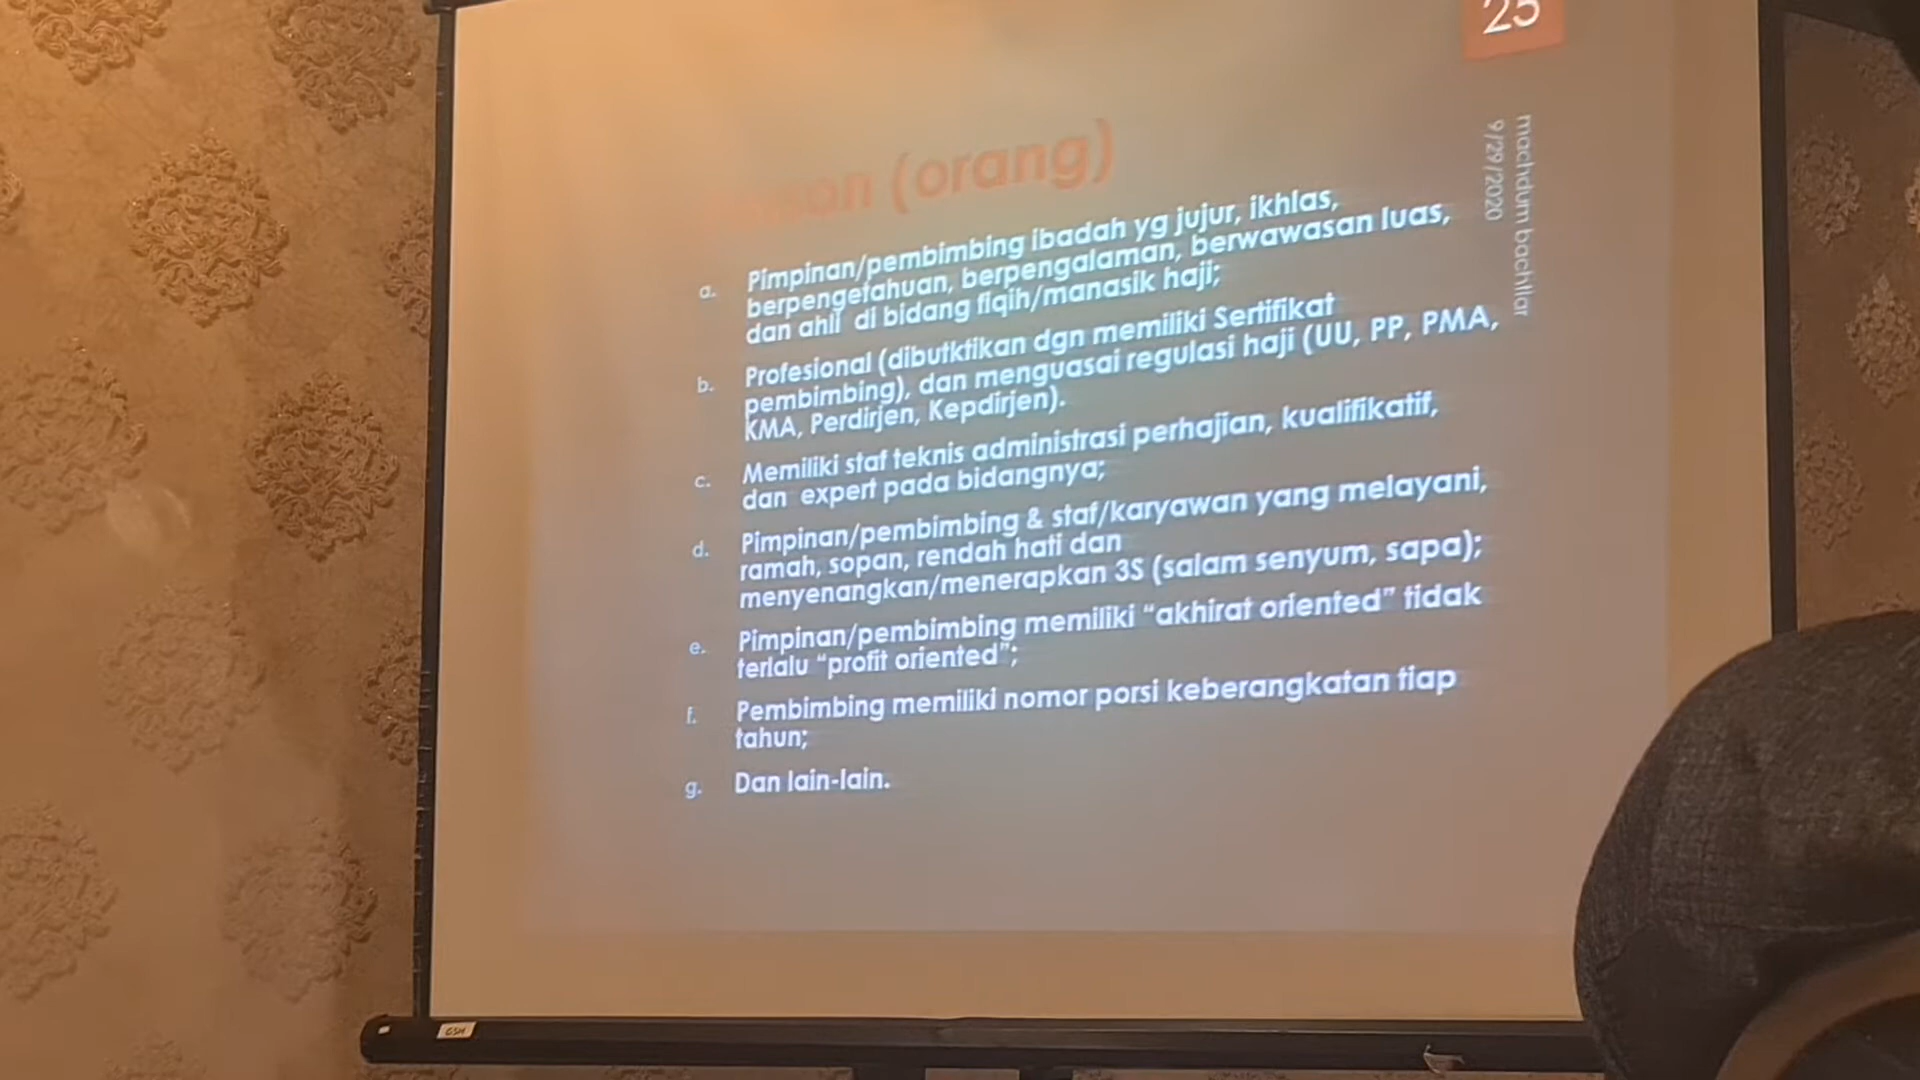 25
machdum bachtiar
9/29/2020
(orang)
a. Pimpinan/pembimbing ibadah yg jujur, ikhlas,
berpengetahuan, berpengalaman, berwawasan luas,
dan ahli di bidang fiqih/manasik haji;
b. Profesional (dibutktikan dgn memiliki Sertifikat
pembimbing), dan menguasai regulasi haji (UU, PP, PMA,
KMA, Perdirjen, Kepdirjen).
c. Memiliki staf teknis administrasi perhajian, kualifikatif,
dan expert pada bidangnya;
d. Pimpinan/pembimbing & staf/karyawan yang melayani,
ramah, sopan, rendah hati dan
menyenangkan/menerapkan 3S (salam senyum, sapa);
e. Pimpinan/pembimbing memiliki "akhirat oriented" tidak
terlalu "profit oriented";
f. Pembimbing memiliki nomor porsi keberangkatan tiap
tahun;
g. Dan lain-lain.
GSH